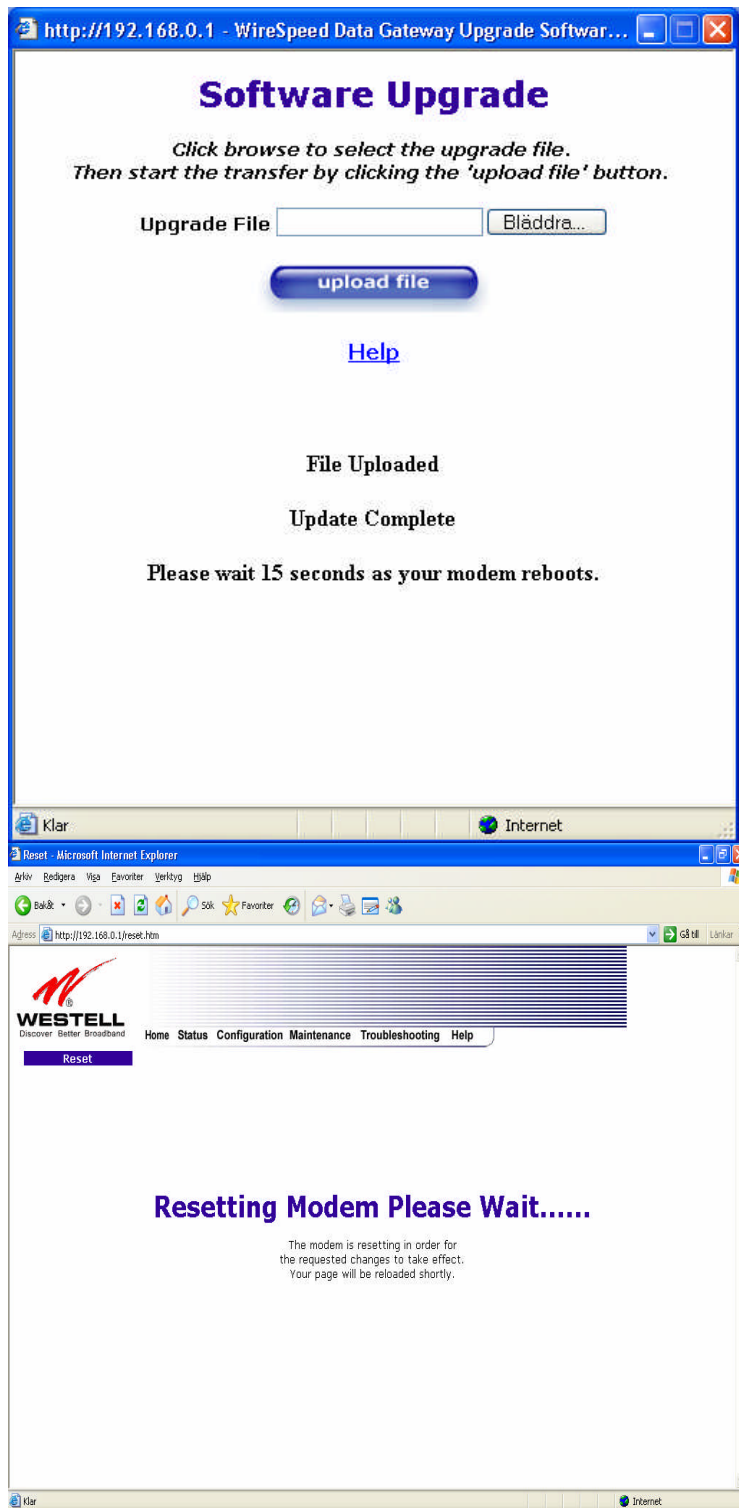 http://192.168.0.1 - WireSpeed Data Gateway Upgrade Softwar...
Software Upgrade
Click browse to select the upgrade file.
Then start the transfer by clicking the 'upload file' button.
Upgrade File
Bläddra...
upload file
Help
File Uploaded
Update Complete
Please wait 15 seconds as your modem reboots.
Klar
Internet
Reset - Microsoft Internet Explorer
Arkiv Redigera Visa Favoriter Verktyg Hjälp
Bakåt Sök Favoriter
Adress http://192.168.0.1/reset.htm Gå till Länkar
WESTELL
®
Discover Better Broadband
Home Status Configuration Maintenance Troubleshooting Help
Reset
Resetting Modem Please Wait......
The modem is resetting in order for
the requested changes to take effect.
Your page will be reloaded shortly.
Klar
Internet